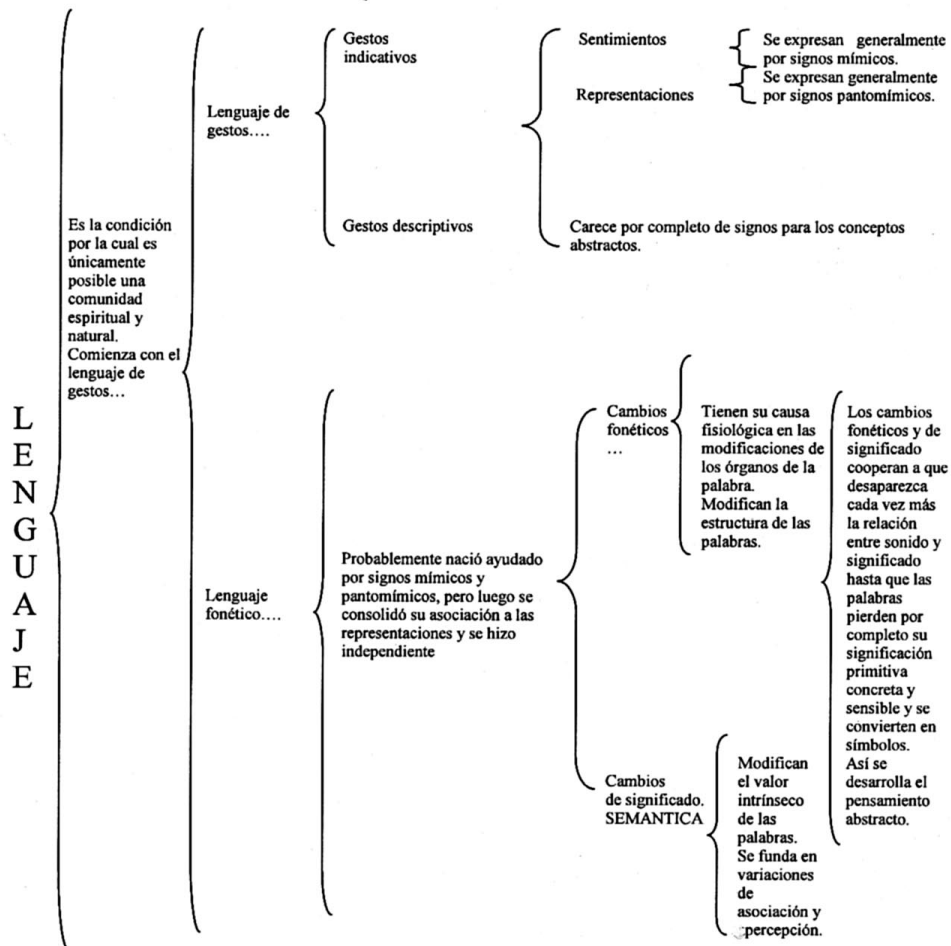 LENGUAJE
Es la condición
por la cual es
únicamente
posible una
comunidad
espiritual y
natural.
Comienza con el
lenguaje de
gestos…
Lenguaje de
gestos….
Gestos
indicativos
Sentimientos
Se expresan generalmente
por signos mímicos.
Representaciones
Se expresan generalmente
por signos pantomímicos.
Gestos descriptivos
Carece por completo de signos para los conceptos
abstractos.
Lenguaje
fonético….
Probablemente nació ayudado
por signos mímicos y
pantomímicos, pero luego se
consolidó su asociación a las
representaciones y se hizo
independiente
Cambios
fonéticos
…
Tienen su causa
fisiológica en las
modificaciones de
los órganos de la
palabra.
Modifican la
estructura de las
palabras.
Cambios
de significado.
SEMANTICA
Modifican
el valor
intrínseco
de las
palabras.
Se funda en
variaciones
de
asociación y
percepción.
Los cambios
fonéticos y de
significado
cooperan a que
desaparezca
cada vez más
la relación
entre sonido y
significado
hasta que las
palabras
pierden por
completo su
significación
primitiva
concreta y
sensible y se
convierten en
símbolos.
Así se
desarrolla el
pensamiento
abstracto.